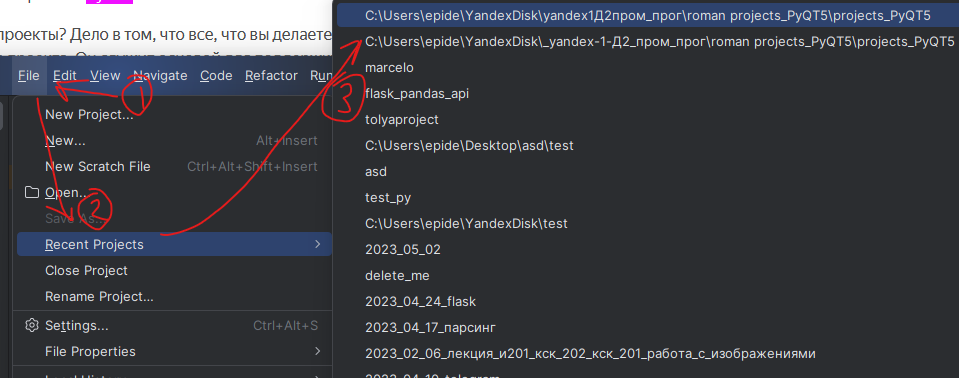 проекты? Дело в том, что все, что вы делаете
File Edit View Navigate Code Refactor Run
1
New Project...
New... Alt+Insert
New Scratch File Ctrl+Alt+Shift+Insert
Open...
2
Save As...
Recent Projects
Close Project
Rename Project...
Settings... Ctrl+Alt+S
File Properties
3
C:\Users\epide\YandexDisk\yandex1Д2пром_прог\roman projects_PyQT5\projects_PyQT5
C:\Users\epide\YandexDisk\_yandex-1-Д2_пром_прог\roman projects_PyQT5\projects_PyQT5
marcelo
flask_pandas_api
tolyaproject
C:\Users\epide\Desktop\asd\test
asd
test_py
C:\Users\epide\YandexDisk\test
2023_05_02
delete_me
2023_04_24_flask
2023_04_17_парсинг
2023_02_06_лекция_и201_кск_202_кск_201_работа_с_изображениями